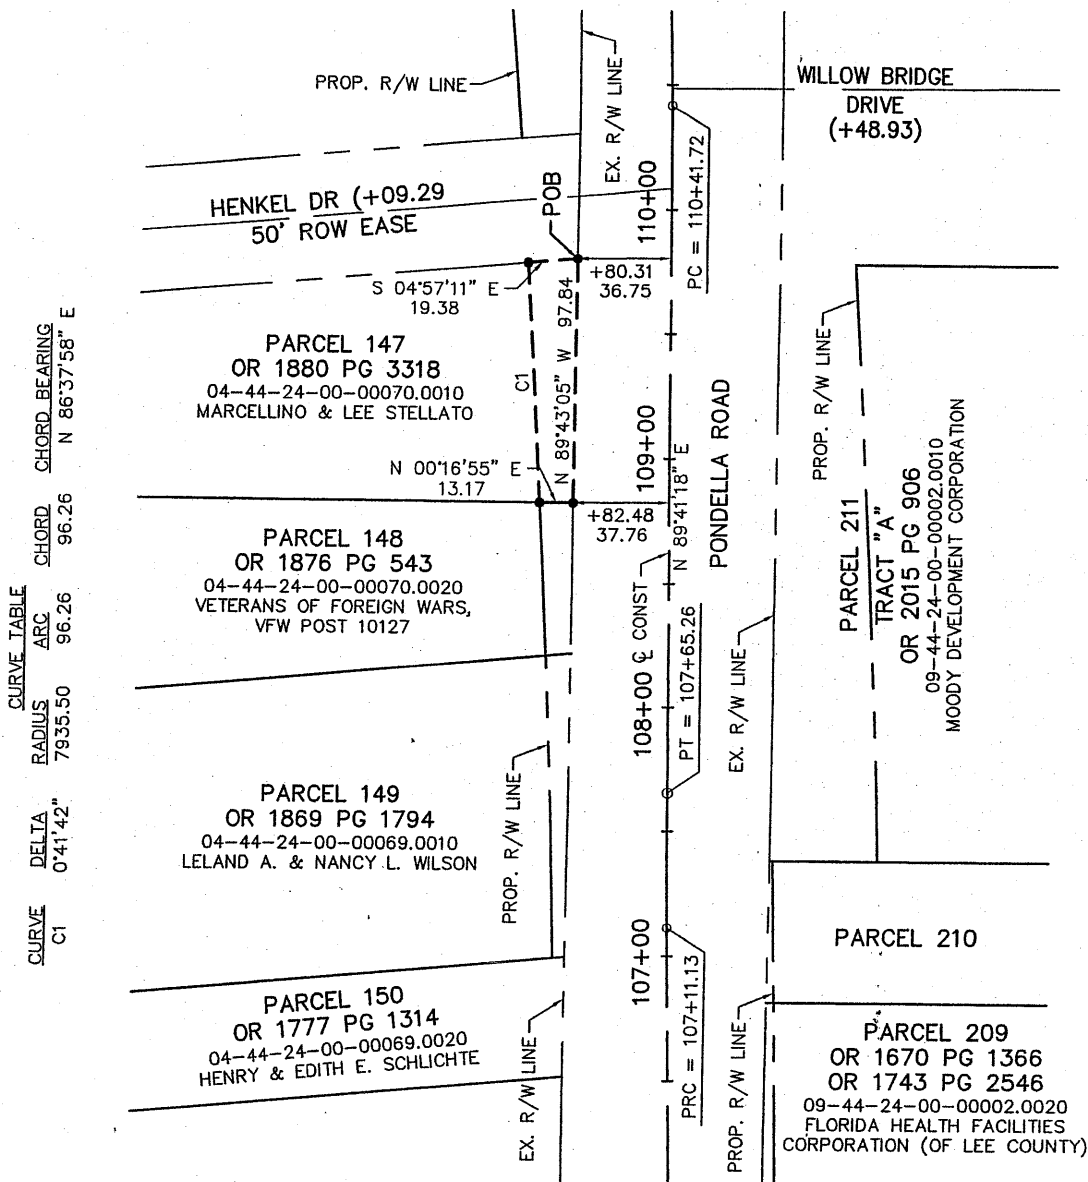 PROP. R/W LINE
EX. R/W LINE
WILLOW BRIDGE
DRIVE
(+48.93)
HENKEL DR (+09.29
50' ROW EASE
POB
110+00
PC = 110+41.72
S 04°57'11" E
19.38
+80.31
36.75
PARCEL 147
OR 1880 PG 3318
04-44-24-00-00070.0010
MARCELLINO & LEE STELLATO
C1
N 89°43'05" W 97.84
109+00
N 00°16'55" E
13.17
+82.48
37.76
N 89°41'18" E
PONDELLA ROAD
PROP. R/W LINE
PARCEL 211
TRACT "A"
OR 2015 PG 906
09-44-24-00-00002.0010
MOODY DEVELOPMENT CORPORATION
PARCEL 148
OR 1876 PG 543
04-44-24-00-00070.0020
VETERANS OF FOREIGN WARS,
VFW POST 10127
108+00 ℄ CONST
PT = 107+65.26
EX. R/W LINE
PARCEL 149
OR 1869 PG 1794
04-44-24-00-00069.0010
LELAND A. & NANCY L. WILSON
PROP. R/W LINE
107+00
PRC = 107+11.13
PARCEL 210
PARCEL 150
OR 1777 PG 1314
04-44-24-00-00069.0020
HENRY & EDITH E. SCHLICHTE
EX. R/W LINE
PROP. R/W LINE
PARCEL 209
OR 1670 PG 1366
OR 1743 PG 2546
09-44-24-00-00002.0020
FLORIDA HEALTH FACILITIES
CORPORATION (OF LEE COUNTY)
CURVE TABLE
CURVE DELTA RADIUS ARC CHORD CHORD BEARING
C1 0°41'42" 7935.50 96.26 96.26 N 86°37'58" E